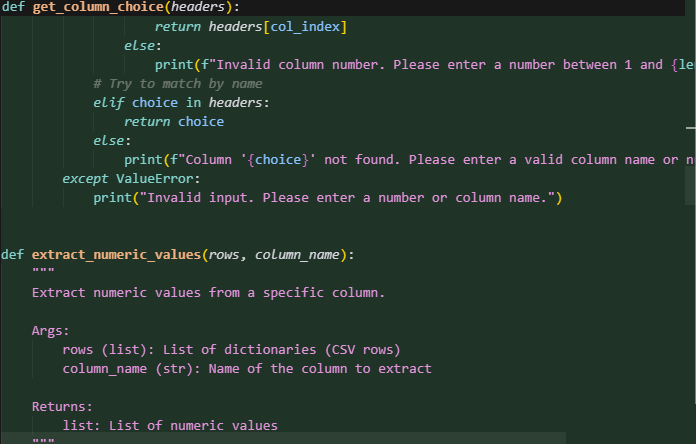 def get_column_choice(headers):
                    return headers[col_index]
                else:
                    print(f"Invalid column number. Please enter a number between 1 and {le
            # Try to match by name
            elif choice in headers:
                return choice
            else:
                print(f"Column '{choice}' not found. Please enter a valid column name or n
        except ValueError:
            print("Invalid input. Please enter a number or column name.")
def extract_numeric_values(rows, column_name):
    """
    Extract numeric values from a specific column.
    Args:
        rows (list): List of dictionaries (CSV rows)
        column_name (str): Name of the column to extract
    Returns:
        list: List of numeric values
    """